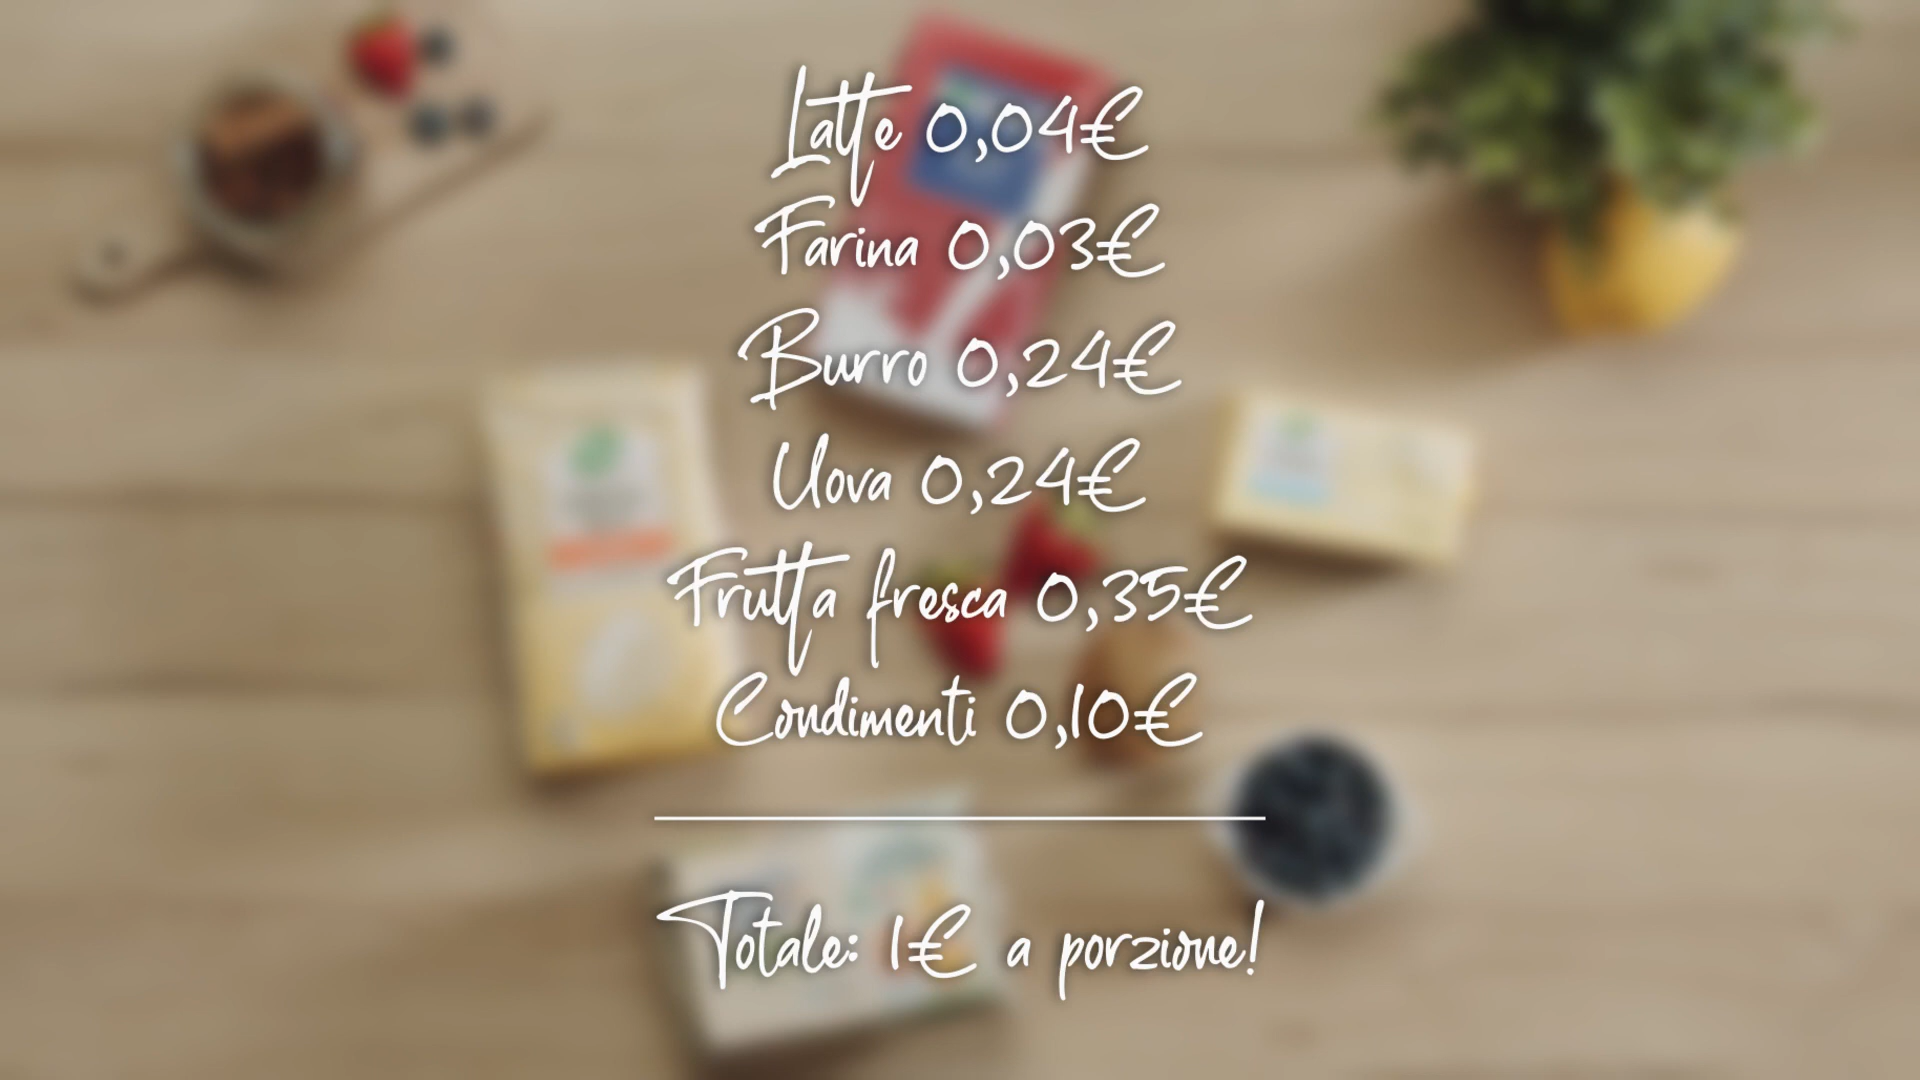 Latte 0,04€
Farina 0,03€
Burro 0,24€
Uova 0,24€
Frutta fresca 0,35€
Condimenti 0,10€
Totale: 1€ a porzione!